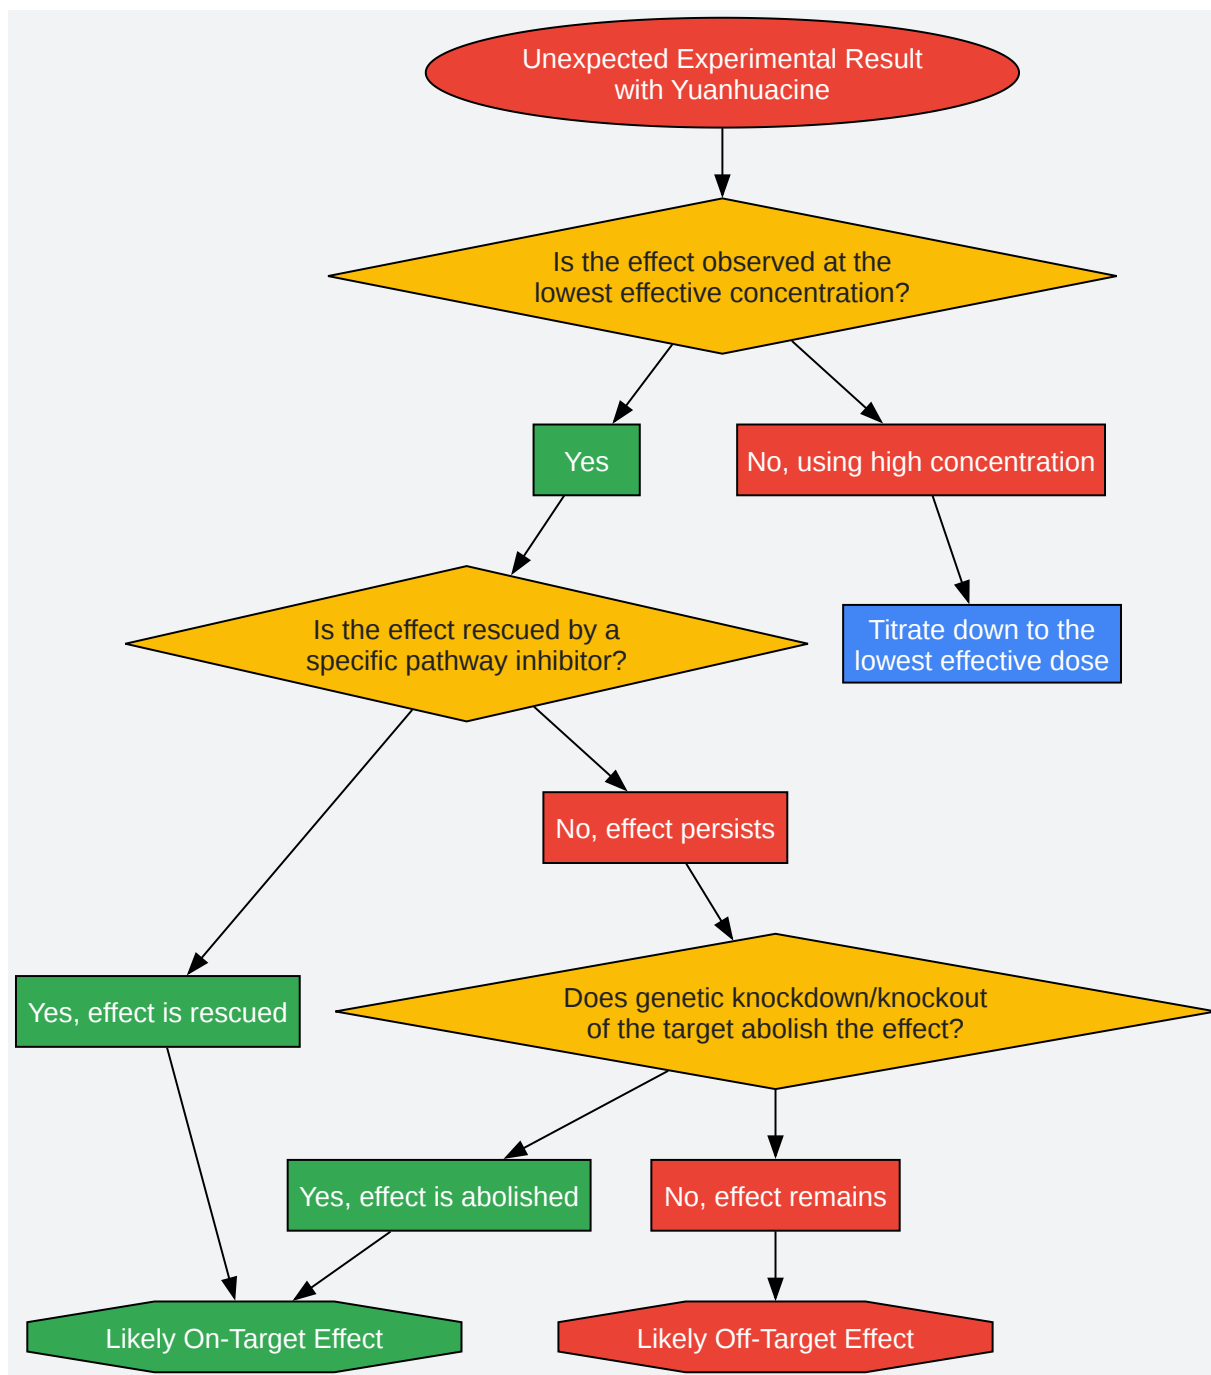 Unexpected Experimental Result
with Yuanhuacine
Is the effect observed at the
lowest effective concentration?
Yes
No, using high concentration
Is the effect rescued by a
specific pathway inhibitor?
Titrate down to the
lowest effective dose
No, effect persists
Yes, effect is rescued
Does genetic knockdown/knockout
of the target abolish the effect?
Yes, effect is abolished
No, effect remains
Likely On-Target Effect
Likely Off-Target Effect